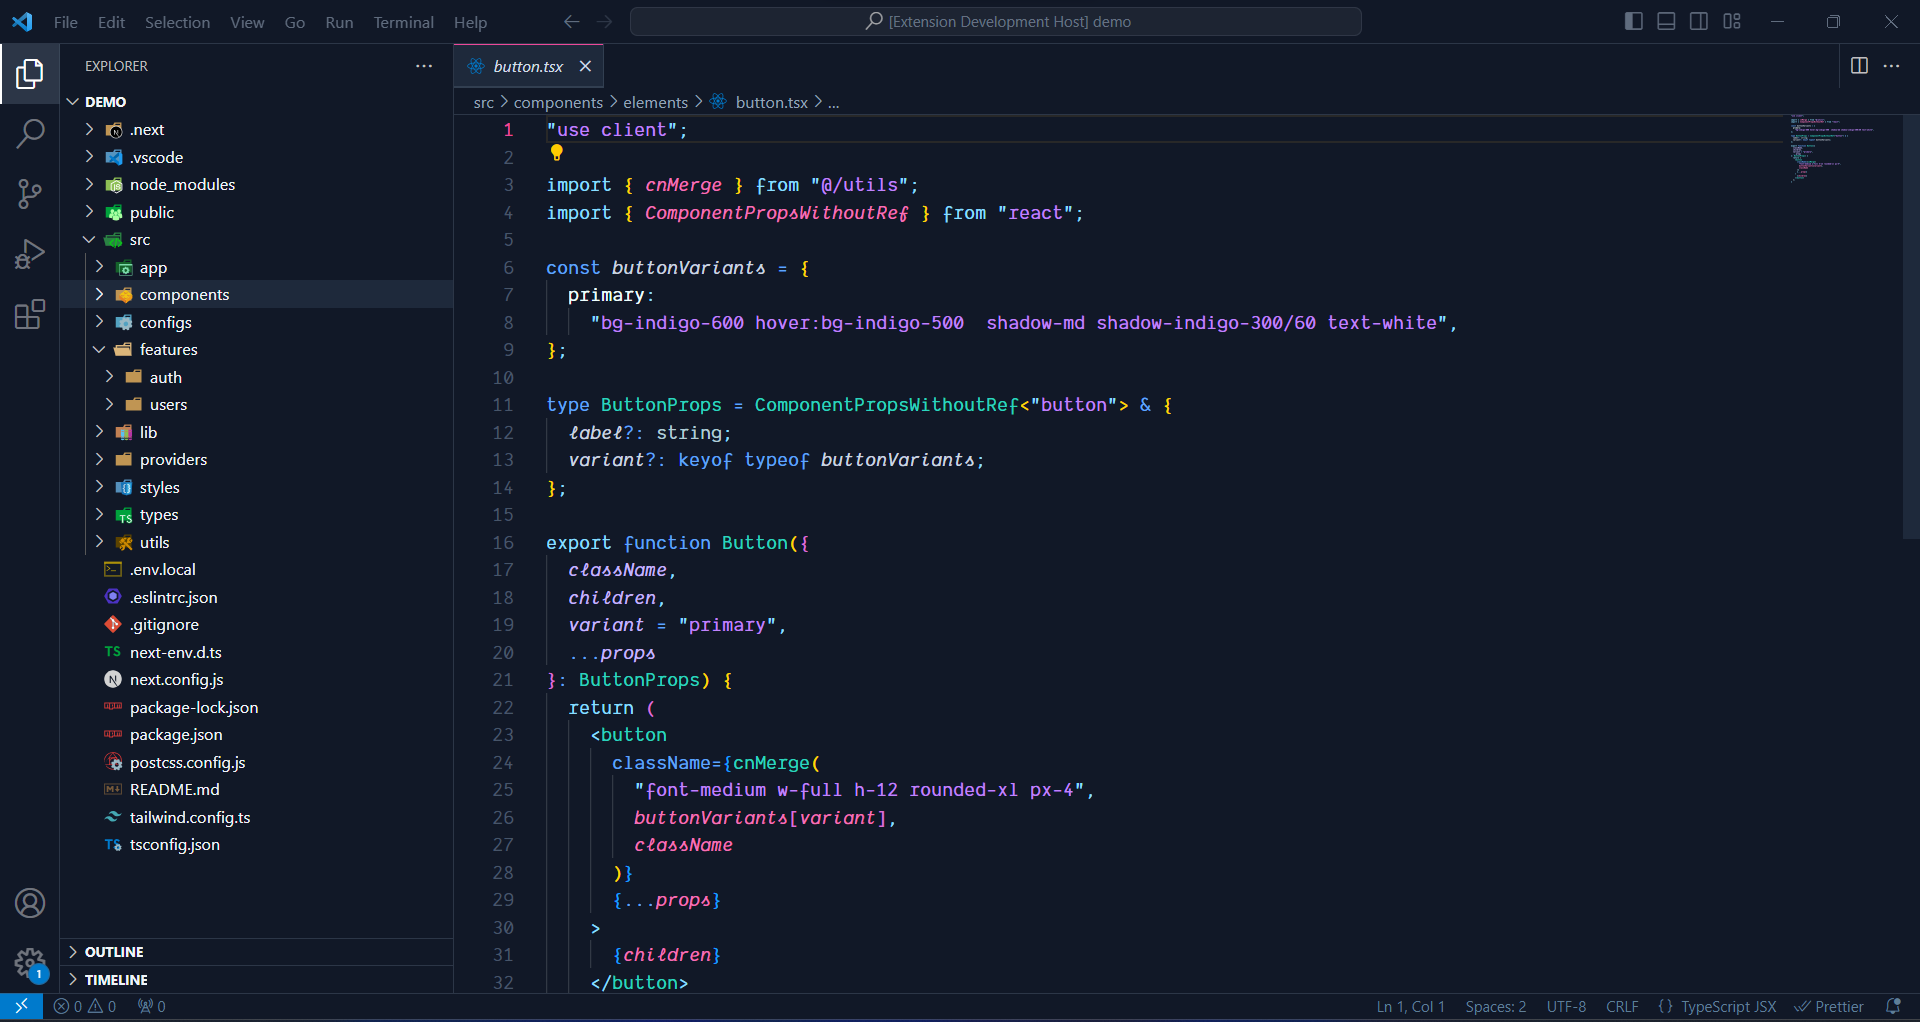 File Edit Selection View Go Run Terminal Help
[Extension Development Host] demo
EXPLORER
DEMO
.next
.vscode
node_modules
public
src
app
components
configs
features
auth
users
lib
providers
styles
types
utils
.env.local
.eslintrc.json
.gitignore
next-env.d.ts
next.config.js
package-lock.json
package.json
postcss.config.js
README.md
tailwind.config.ts
tsconfig.json
OUTLINE
TIMELINE
button.tsx
src > components > elements > button.tsx > ...
1 "use client";
2
3 import { cnMerge } from "@/utils";
4 import { ComponentPropsWithoutRef } from "react";
5
6 const buttonVariants = {
7   primary:
8     "bg-indigo-600 hover:bg-indigo-500  shadow-md shadow-indigo-300/60 text-white",
9 };
10
11 type ButtonProps = ComponentPropsWithoutRef<"button"> & {
12   label?: string;
13   variant?: keyof typeof buttonVariants;
14 };
15
16 export function Button({
17   className,
18   children,
19   variant = "primary",
20   ...props
21 }: ButtonProps) {
22   return (
23     <button
24       className={cnMerge(
25         "font-medium w-full h-12 rounded-xl px-4",
26         buttonVariants[variant],
27         className
28       )}
29       {...props}
30     >
31       {children}
32     </button>
1
0 0 0
Ln 1, Col 1 Spaces: 2 UTF-8 CRLF {} TypeScript JSX Prettier